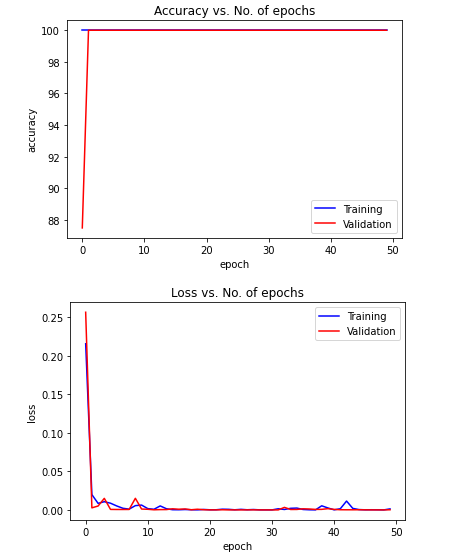 Accuracy vs. No. of epochs
100
98
96
94
92
90
88
accuracy
Training
Validation
0 10 20 30 40 50
epoch
Loss vs. No. of epochs
0.25
0.20
0.15
0.10
0.05
0.00
loss
Training
Validation
0 10 20 30 40 50
epoch